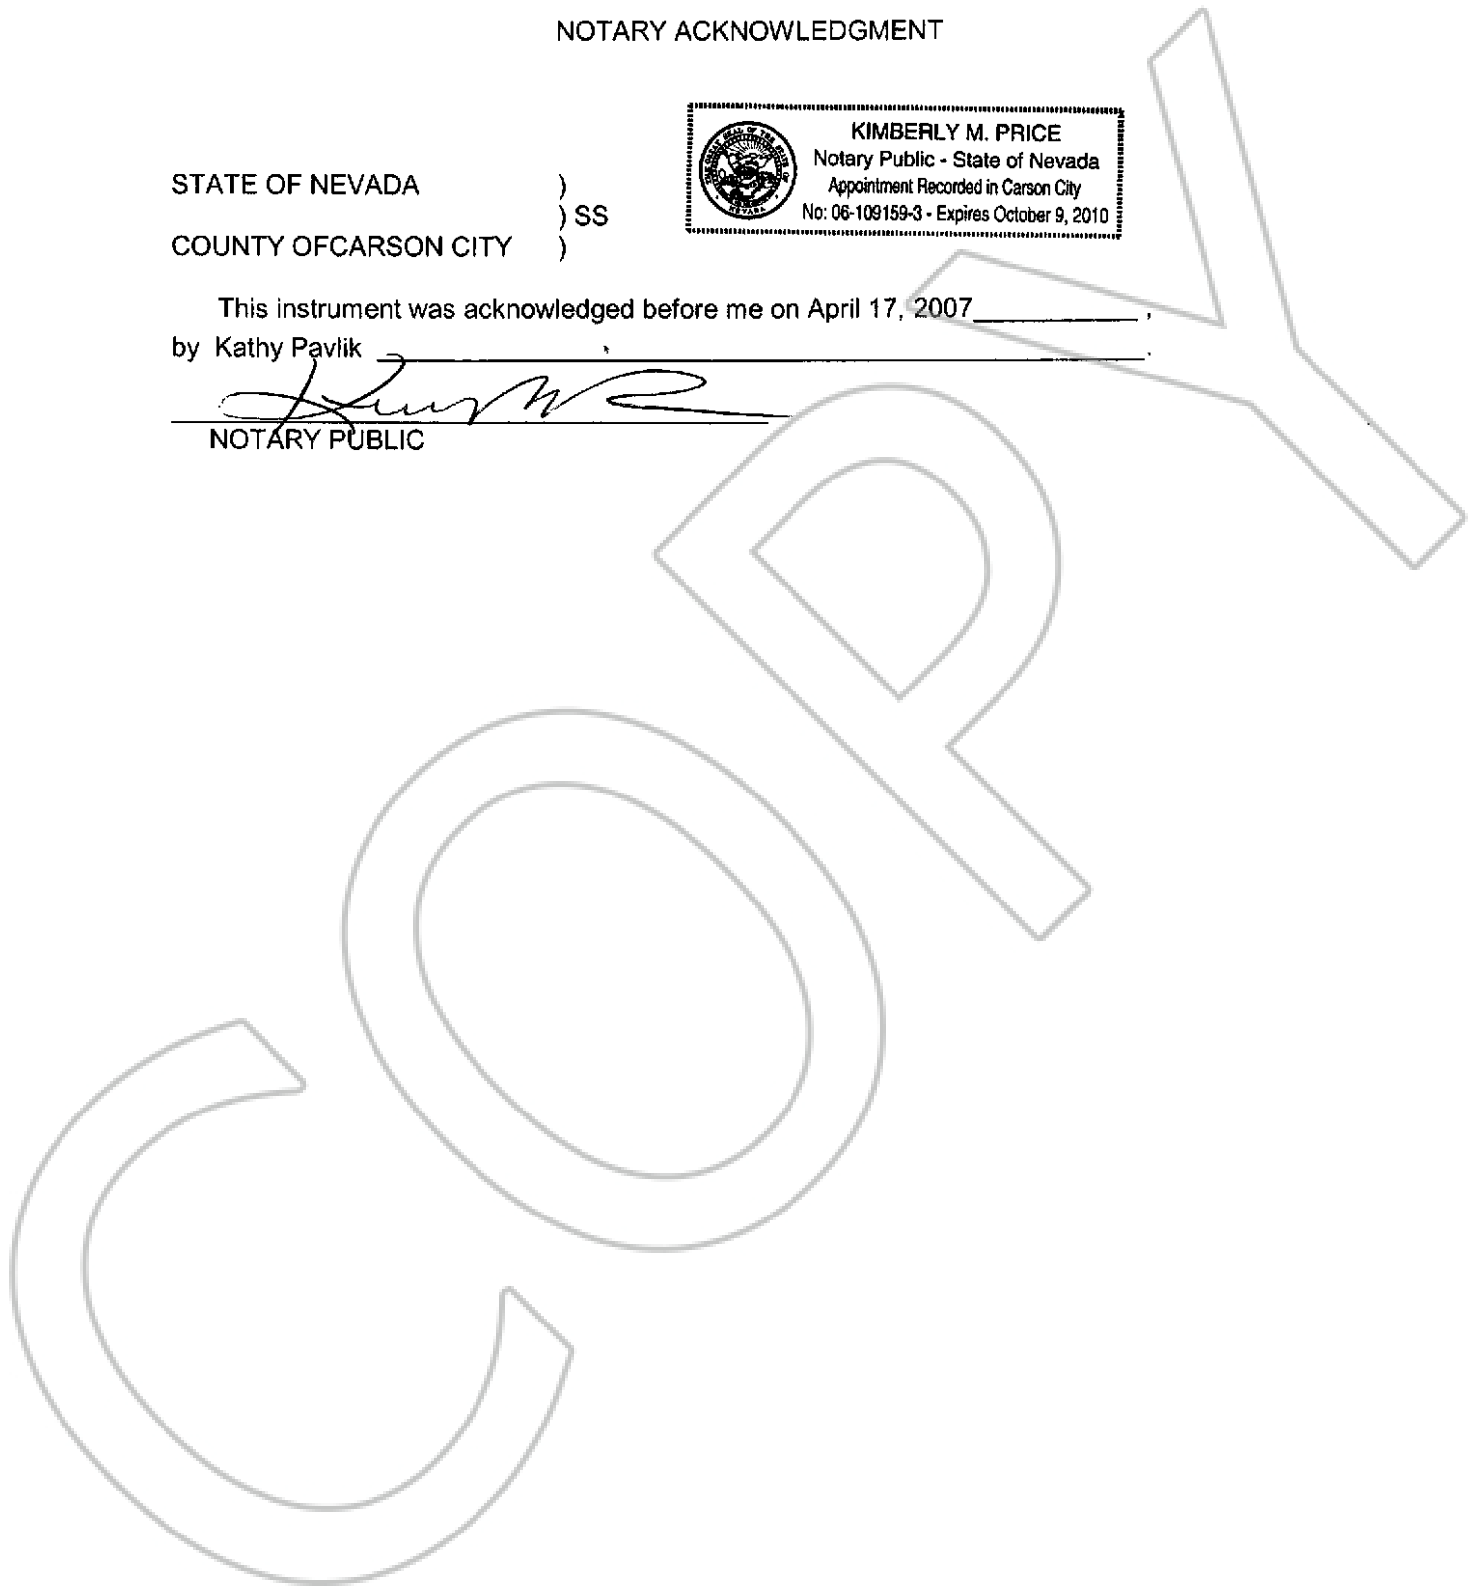 NOTARY ACKNOWLEDGMENT
KIMBERLY M. PRICE
Notary Public - State of Nevada
Appointment Recorded in Carson City
No: 06-109159-3 - Expires October 9, 2010
STATE OF NEVADA )
) SS
COUNTY OFCARSON CITY )
This instrument was acknowledged before me on April 17, 2007____________ ,
by Kathy Pavlik ____________________________ .
NOTARY PUBLIC
COPY